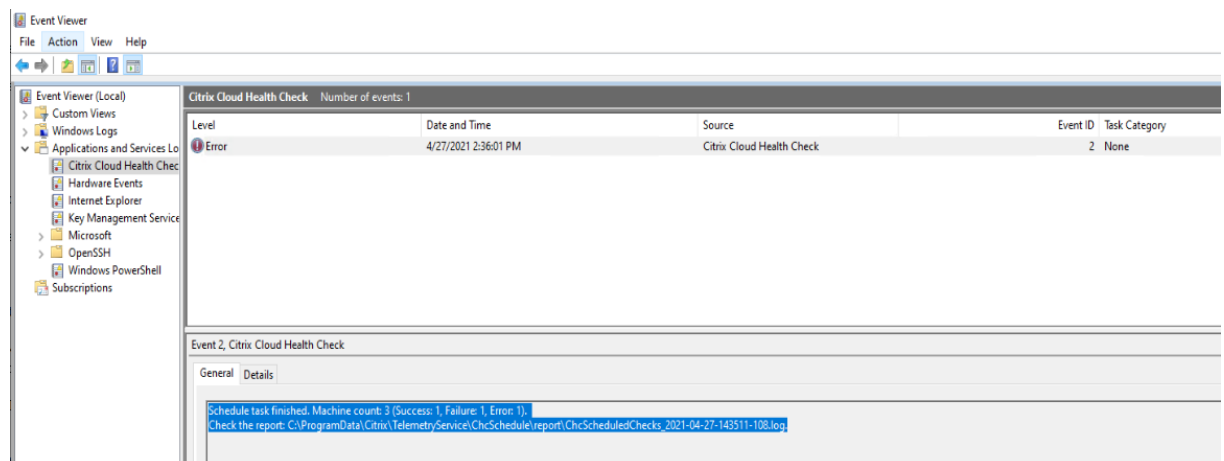 Event Viewer
File Action View Help
Event Viewer (Local)
Custom Views
Windows Logs
Applications and Services Lo
Citrix Cloud Health Chec
Hardware Events
Internet Explorer
Key Management Service
Microsoft
OpenSSH
Windows PowerShell
Subscriptions
Citrix Cloud Health Check Number of events: 1
Level Date and Time Source Event ID Task Category
Error 4/27/2021 2:36:01 PM Citrix Cloud Health Check 2 None
Event 2, Citrix Cloud Health Check
General Details
Schedule task finished. Machine count: 3 (Success: 1, Failure: 1, Error: 1).
Check the report: C:\ProgramData\Citrix\TelemetryService\ChcSchedule\report\ChcScheduledChecks_2021-04-27-143511-108.log.